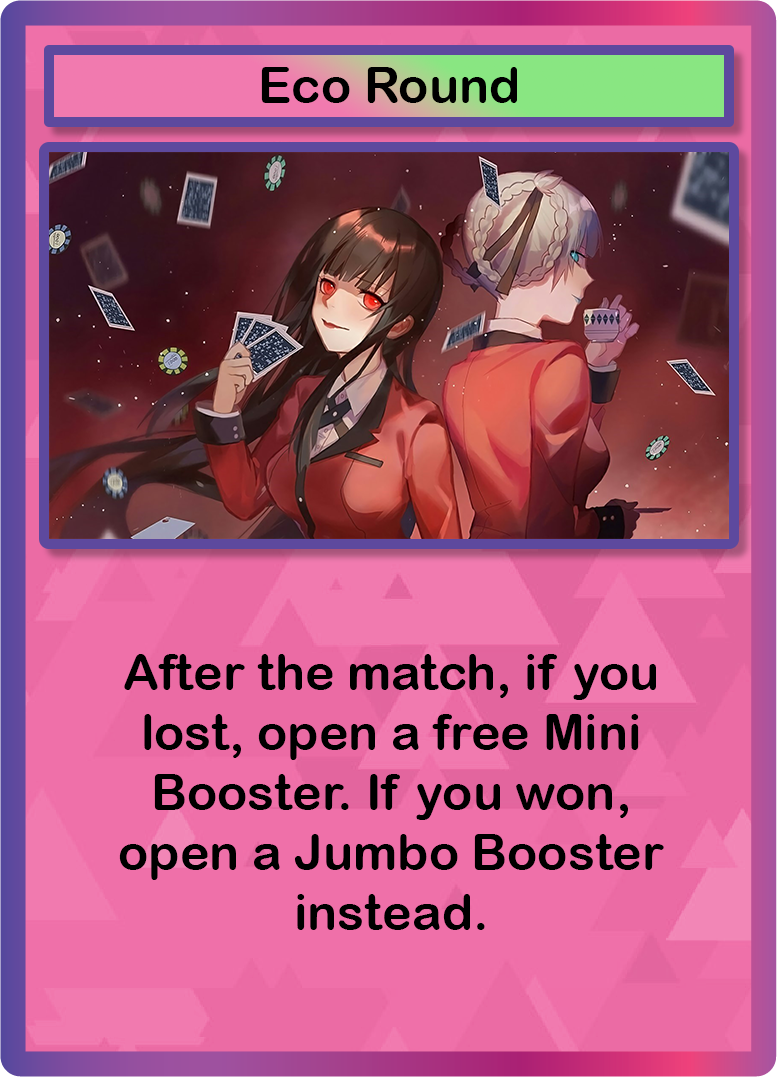 Eco Round
After the match, if you
lost, open a free Mini
Booster. If you won,
open a Jumbo Booster
instead.